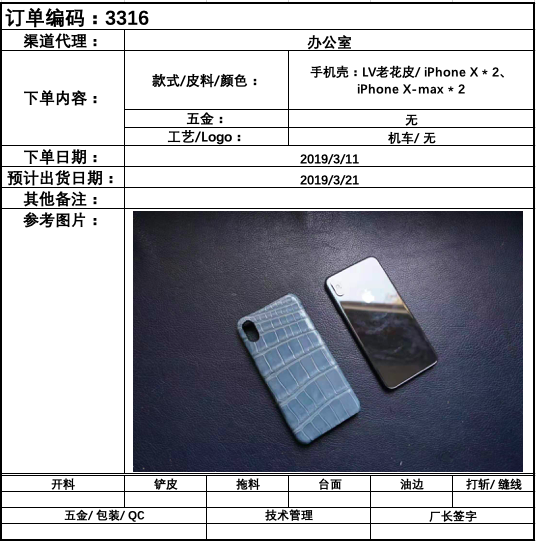 订单编码：3316
渠道代理：
办公室
下单内容：
款式/皮料/颜色：
手机壳：LV老花皮/ iPhone X * 2、
iPhone X-max * 2
五金：
无
工艺/Logo：
机车/ 无
下单日期：
2019/3/11
预计出货日期：
2019/3/21
其他备注：
参考图片：
开料 铲皮 拖料 台面 油边 打斩/ 缝线
五金/ 包装/ QC 技术管理 厂长签字